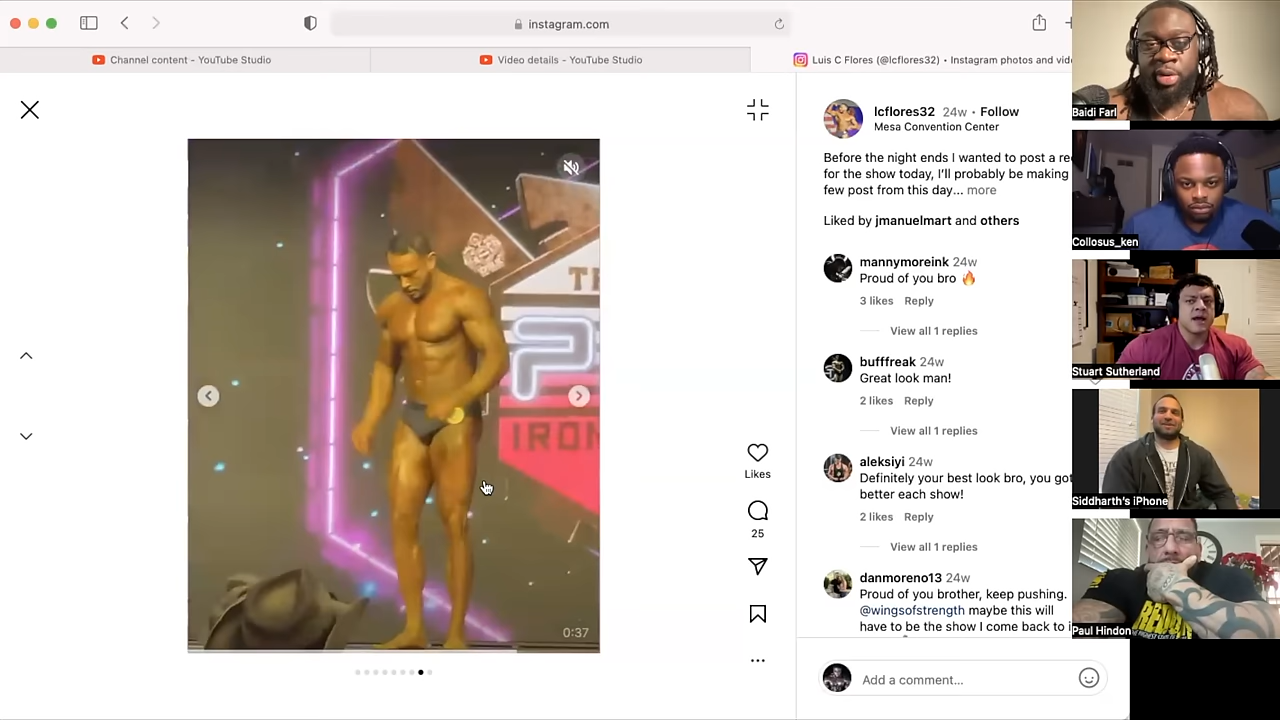 instagram.com
Channel content - YouTube Studio
Video details - YouTube Studio
Luis C Flores (@lcflores32) • Instagram photos and
lcflores32 24w • Follow
Mesa Convention Center
Before the night ends I wanted to post a
for the show today, I'll probably be making
few post from this day... more
Liked by jmanuelmart and others
mannymoreink 24w
Proud of you bro 🔥
3 likes Reply
View all 1 replies
bufffreak 24w
Great look man!
2 likes Reply
View all 1 replies
aleksiyi 24w
Definitely your best look bro, you got
better each show!
2 likes Reply
View all 1 replies
danmoreno13 24w
Proud of you brother, keep pushing.
@wingsofstrength maybe this will
have to be the show I come back to
Add a comment...
Likes
25
0:37
IRON
Baidi Farl
Collosus_ken
Stuart Sutherland
Siddharth's iPhone
Paul Hindon